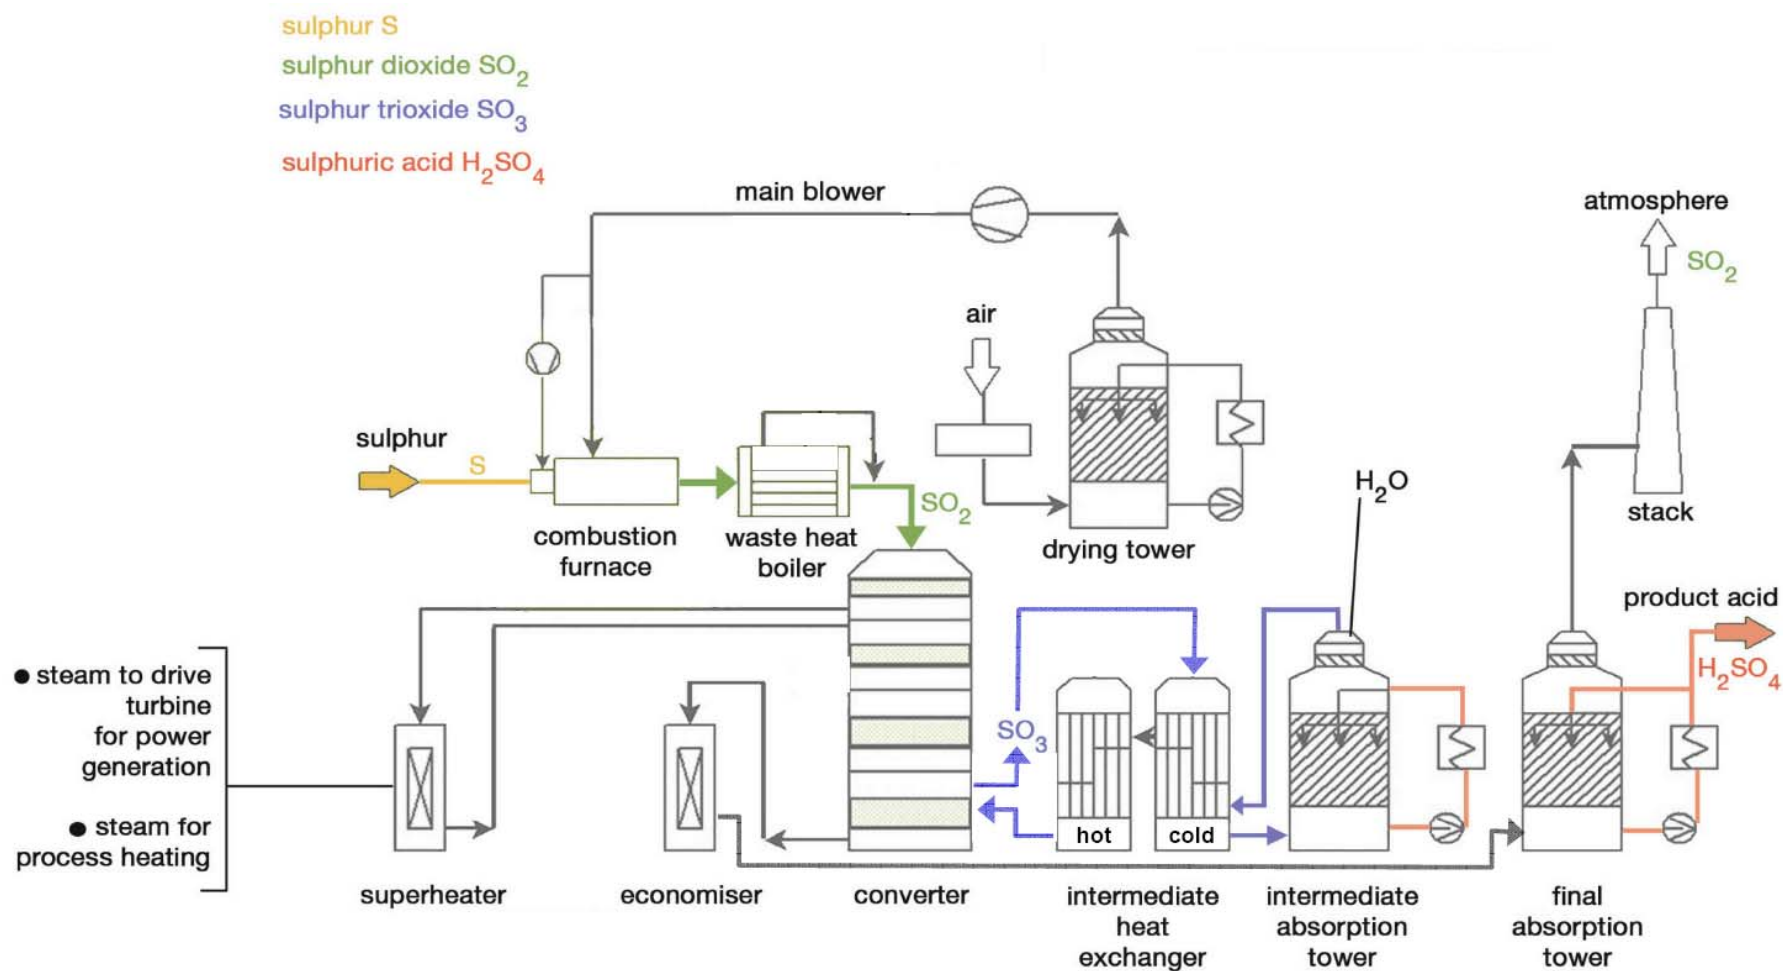 sulphur S
sulphur dioxide SO2
sulphur trioxide SO3
sulphuric acid H2SO4
main blower
atmosphere
SO2
air
sulphur
S
SO2
H2O
combustion
furnace
waste heat
boiler
drying tower
stack
product acid
H2SO4
● steam to drive
turbine
for power
generation
● steam for
process heating
SO3
hot
cold
superheater
economiser
converter
intermediate
heat
exchanger
intermediate
absorption
tower
final
absorption
tower